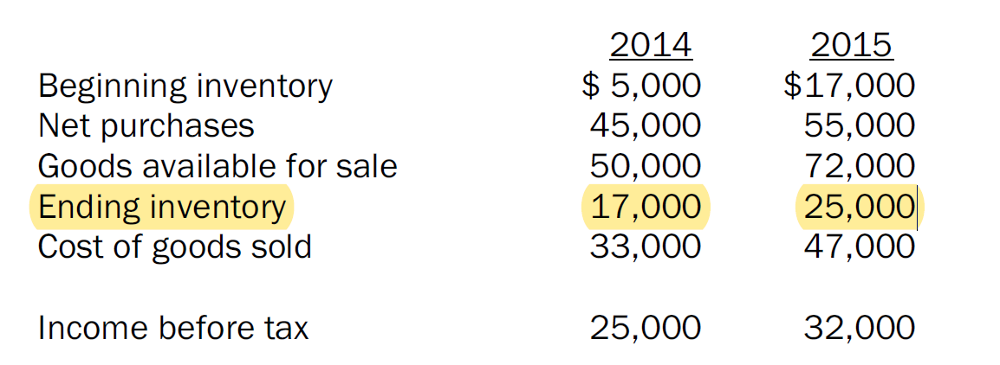 2014 2015
Beginning inventory $ 5,000 $17,000
Net purchases 45,000 55,000
Goods available for sale 50,000 72,000
Ending inventory 17,000 25,000
Cost of goods sold 33,000 47,000
Income before tax 25,000 32,000